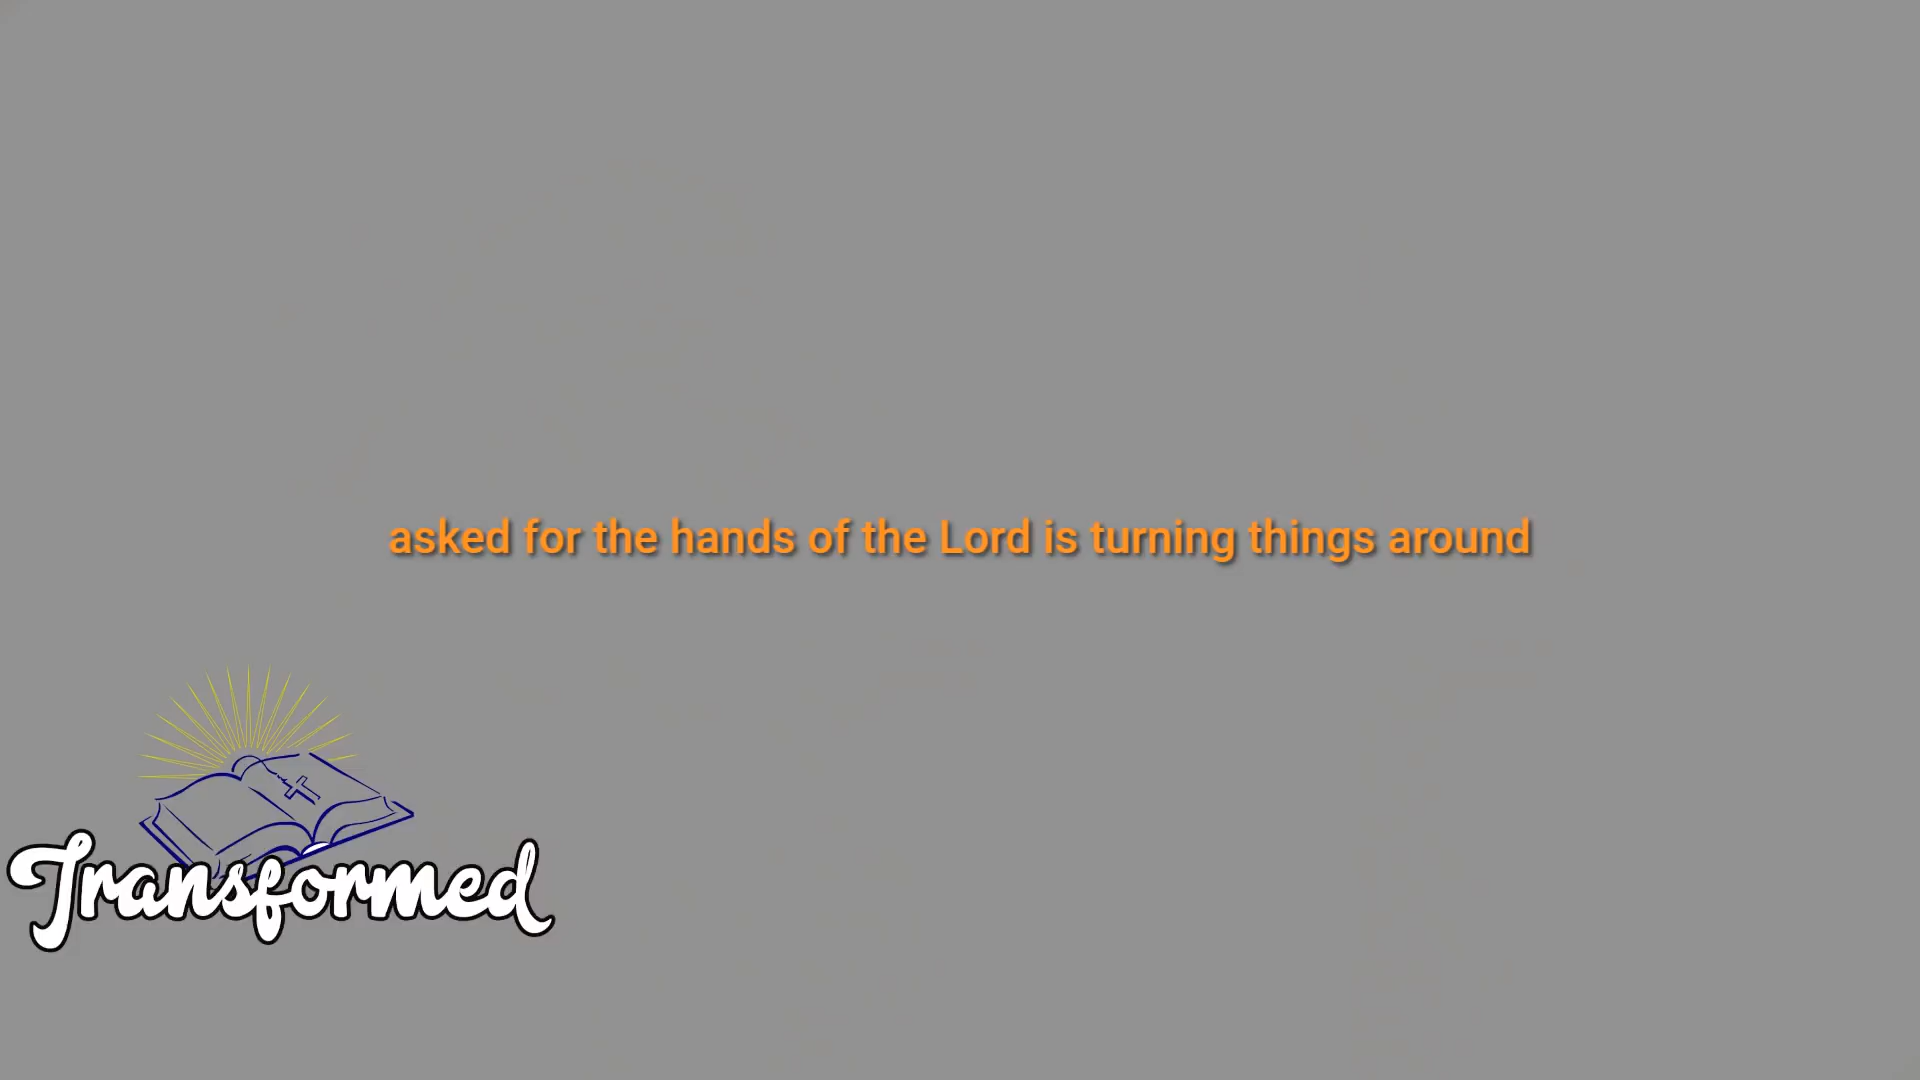 asked for the hands of the Lord is turning things around
Transformed